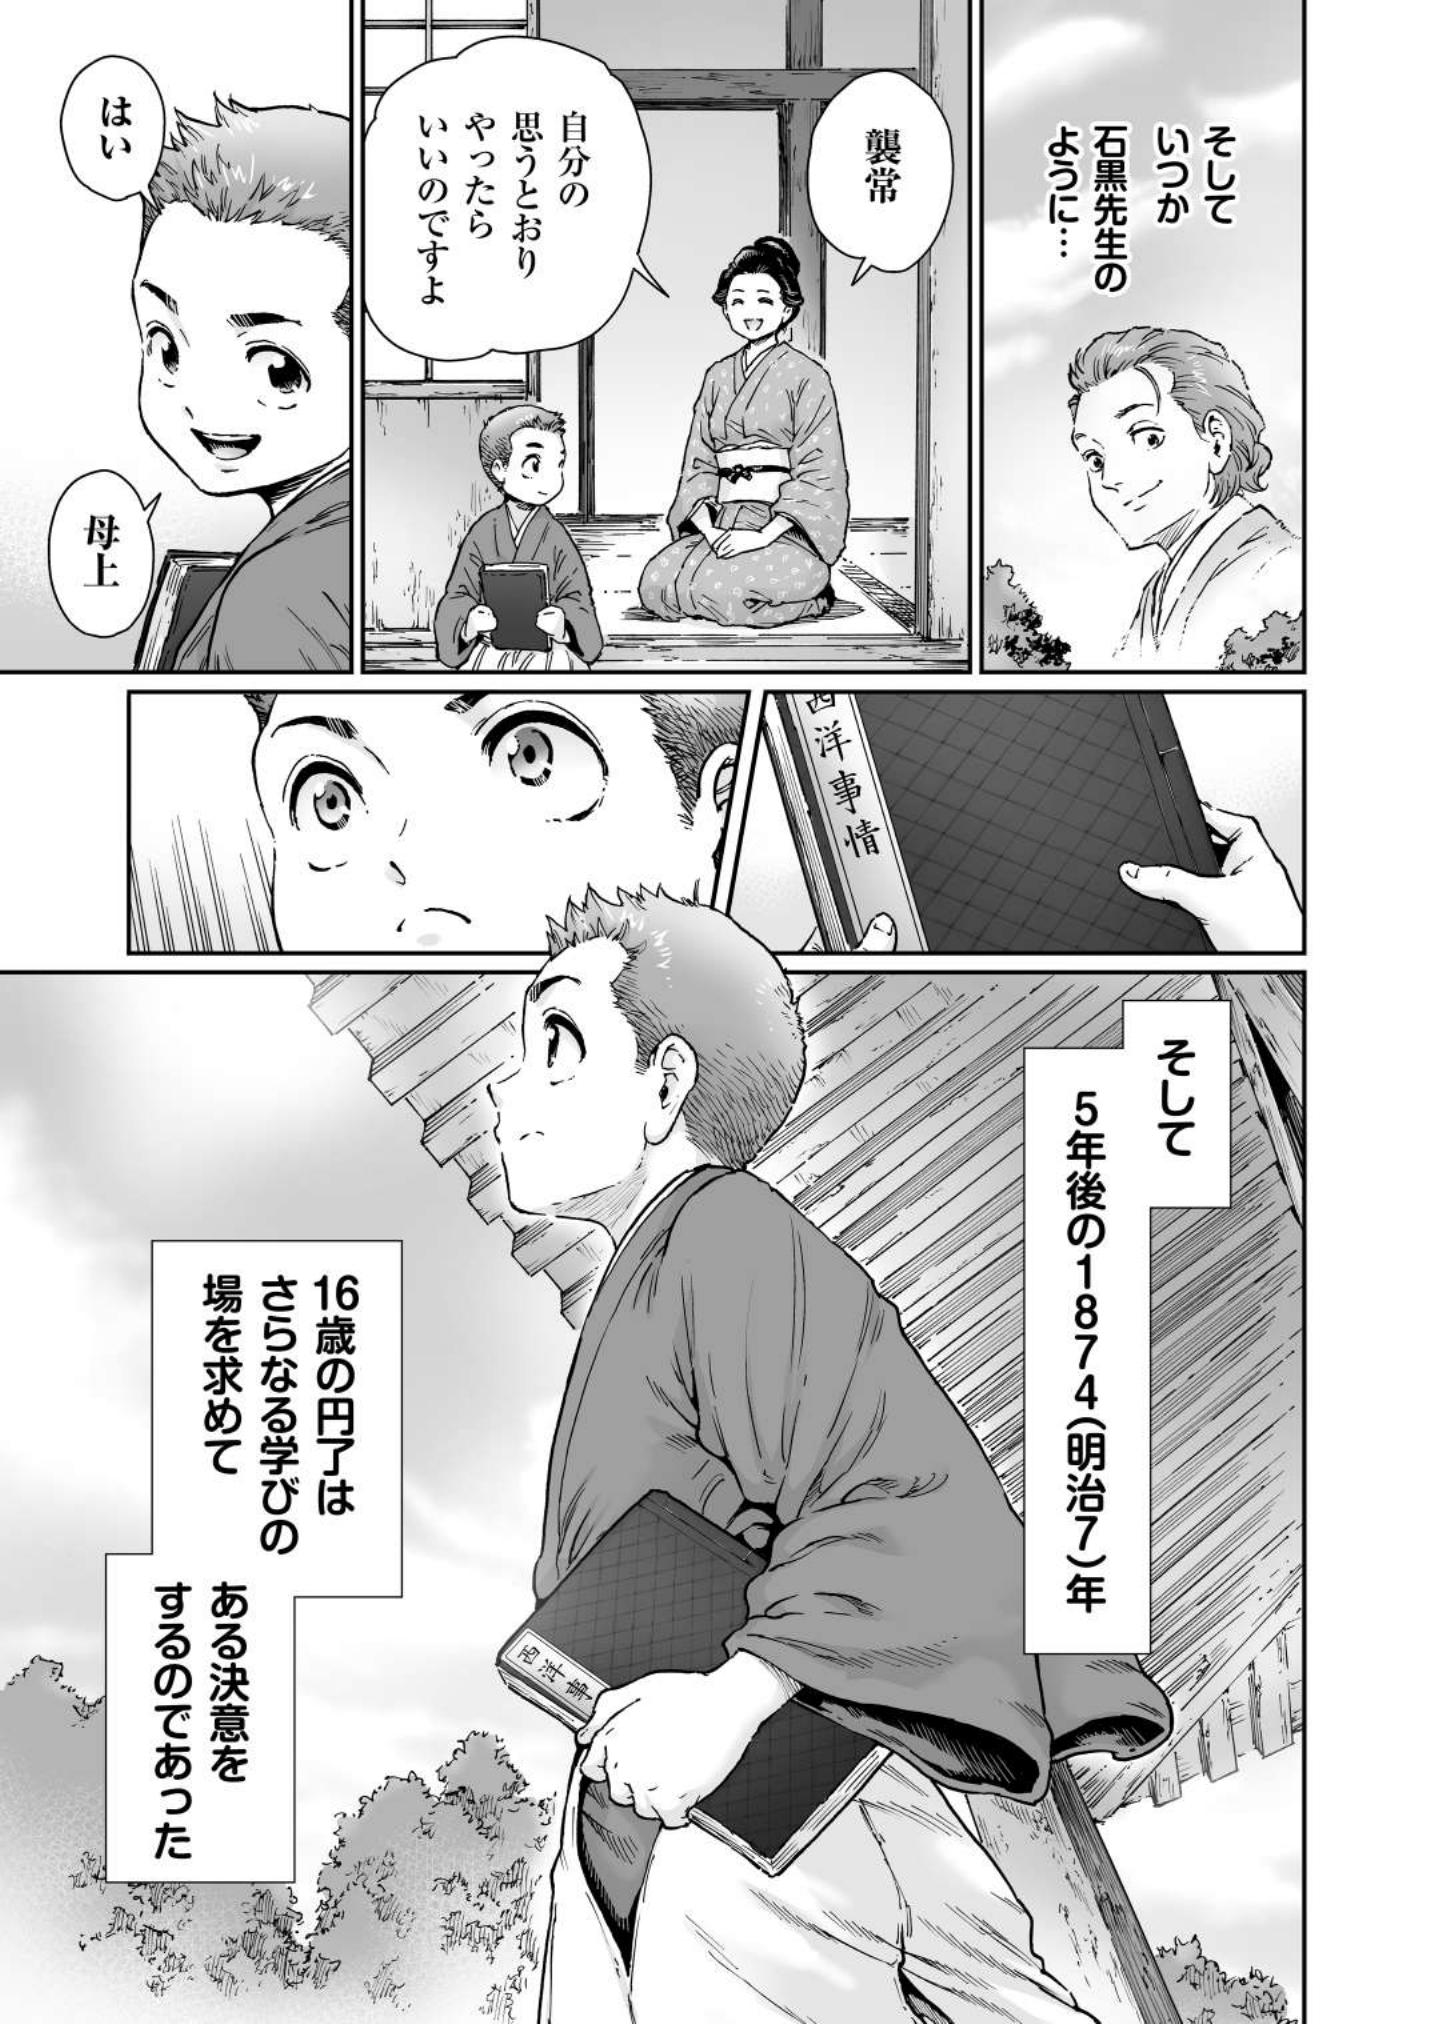 そして
いつか
石黒先生の
ように…
襲常
自分の
思うとおり
やったら
いいのですよ
はい
母上
西洋事情
そして
5年後の1874(明治7)年
西洋事
16歳の円了は
さらなる学びの
場を求めて
ある決意を
するのであった